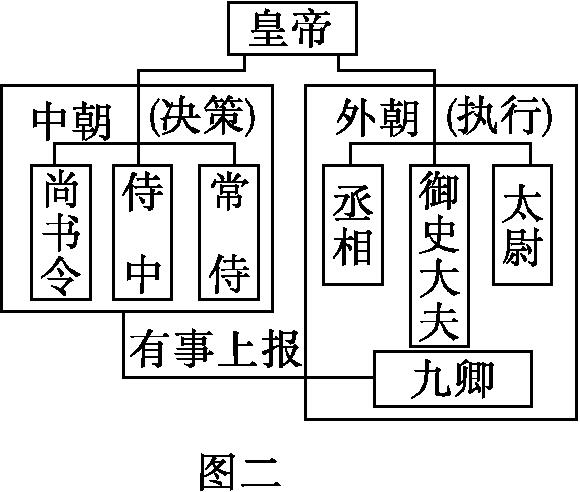 皇帝
中朝 (决策)
尚书令
侍中
常侍
外朝 (执行)
丞相
御史大夫
太尉
有事上报
九卿
图二